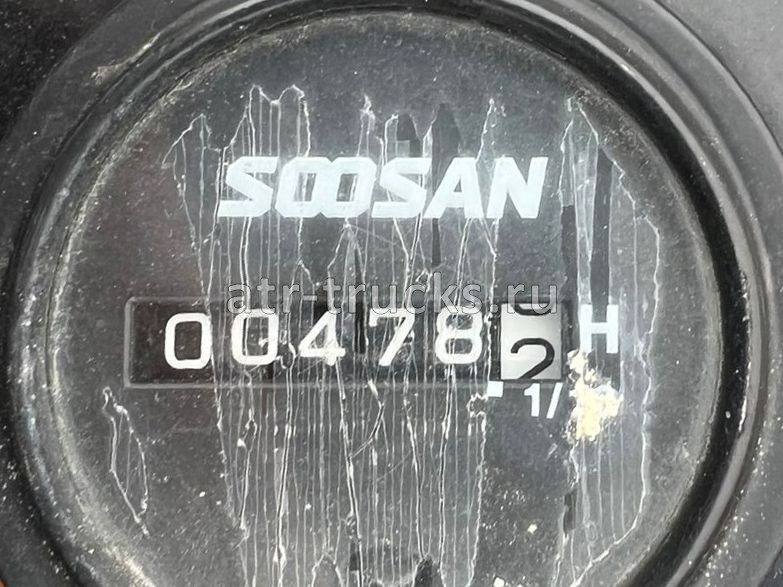 SOOSAN
atr-trucks.ru
004782 H
1/